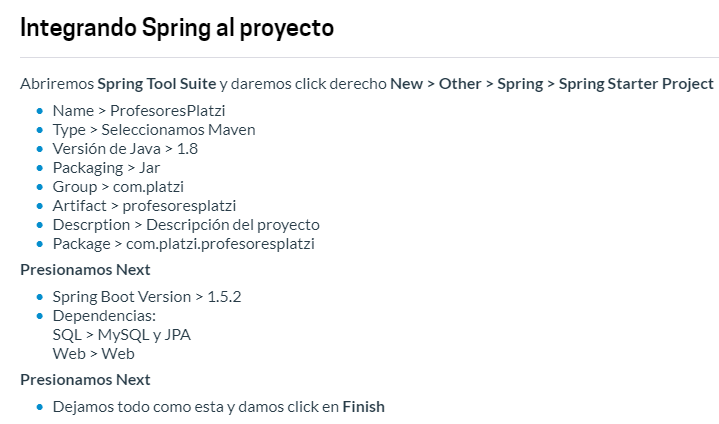 Integrando Spring al proyecto
Abriremos Spring Tool Suite y daremos click derecho New > Other > Spring > Spring Starter Project
• Name > ProfesoresPlatzi
• Type > Seleccionamos Maven
• Versión de Java > 1.8
• Packaging > Jar
• Group > com.platzi
• Artifact > profesoresplatzi
• Descrption > Descripción del proyecto
• Package > com.platzi.profesoresplatzi
Presionamos Next
• Spring Boot Version > 1.5.2
• Dependencias:
SQL > MySQL y JPA
Web > Web
Presionamos Next
• Dejamos todo como esta y damos click en Finish